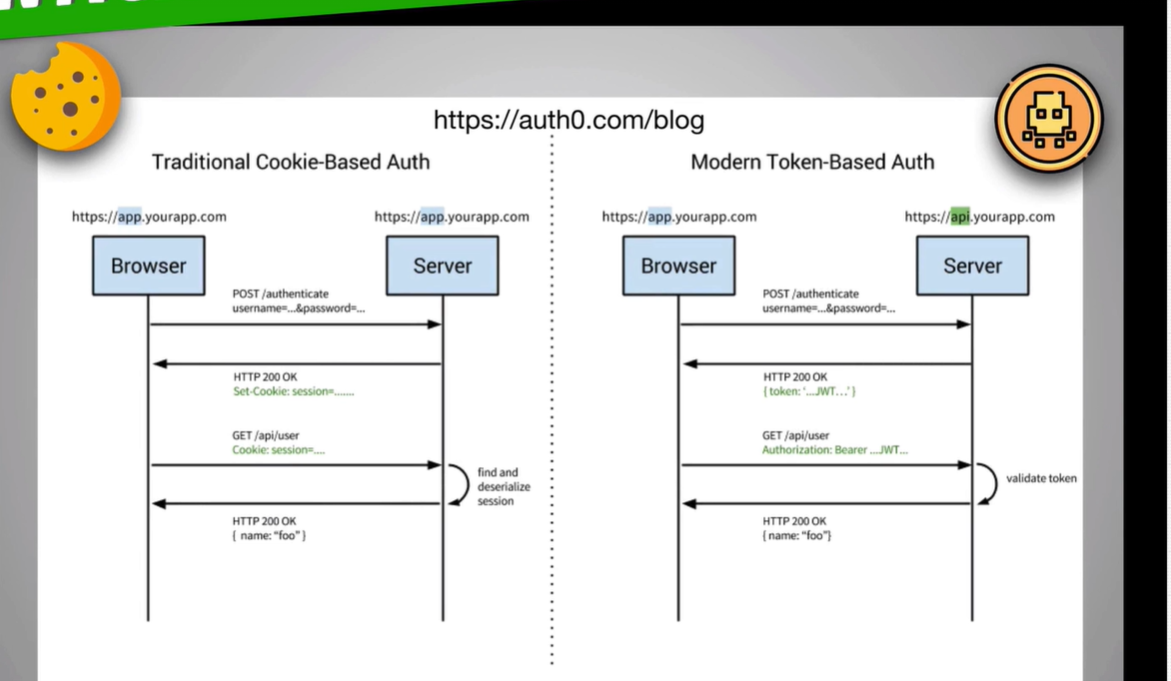 https://auth0.com/blog
Traditional Cookie-Based Auth
https://app.yourapp.com
https://app.yourapp.com
Browser
Server
POST /authenticate
username=...&password=...
HTTP 200 OK
Set-Cookie: session=.......
GET /api/user
Cookie: session=....
find and
deserialize
session
HTTP 200 OK
{ name: "foo" }
Modern Token-Based Auth
https://app.yourapp.com
https://api.yourapp.com
Browser
Server
POST /authenticate
username=...&password=...
HTTP 200 OK
{ token: '...JWT...' }
GET /api/user
Authorization: Bearer ...JWT...
validate token
HTTP 200 OK
{ name: "foo"}